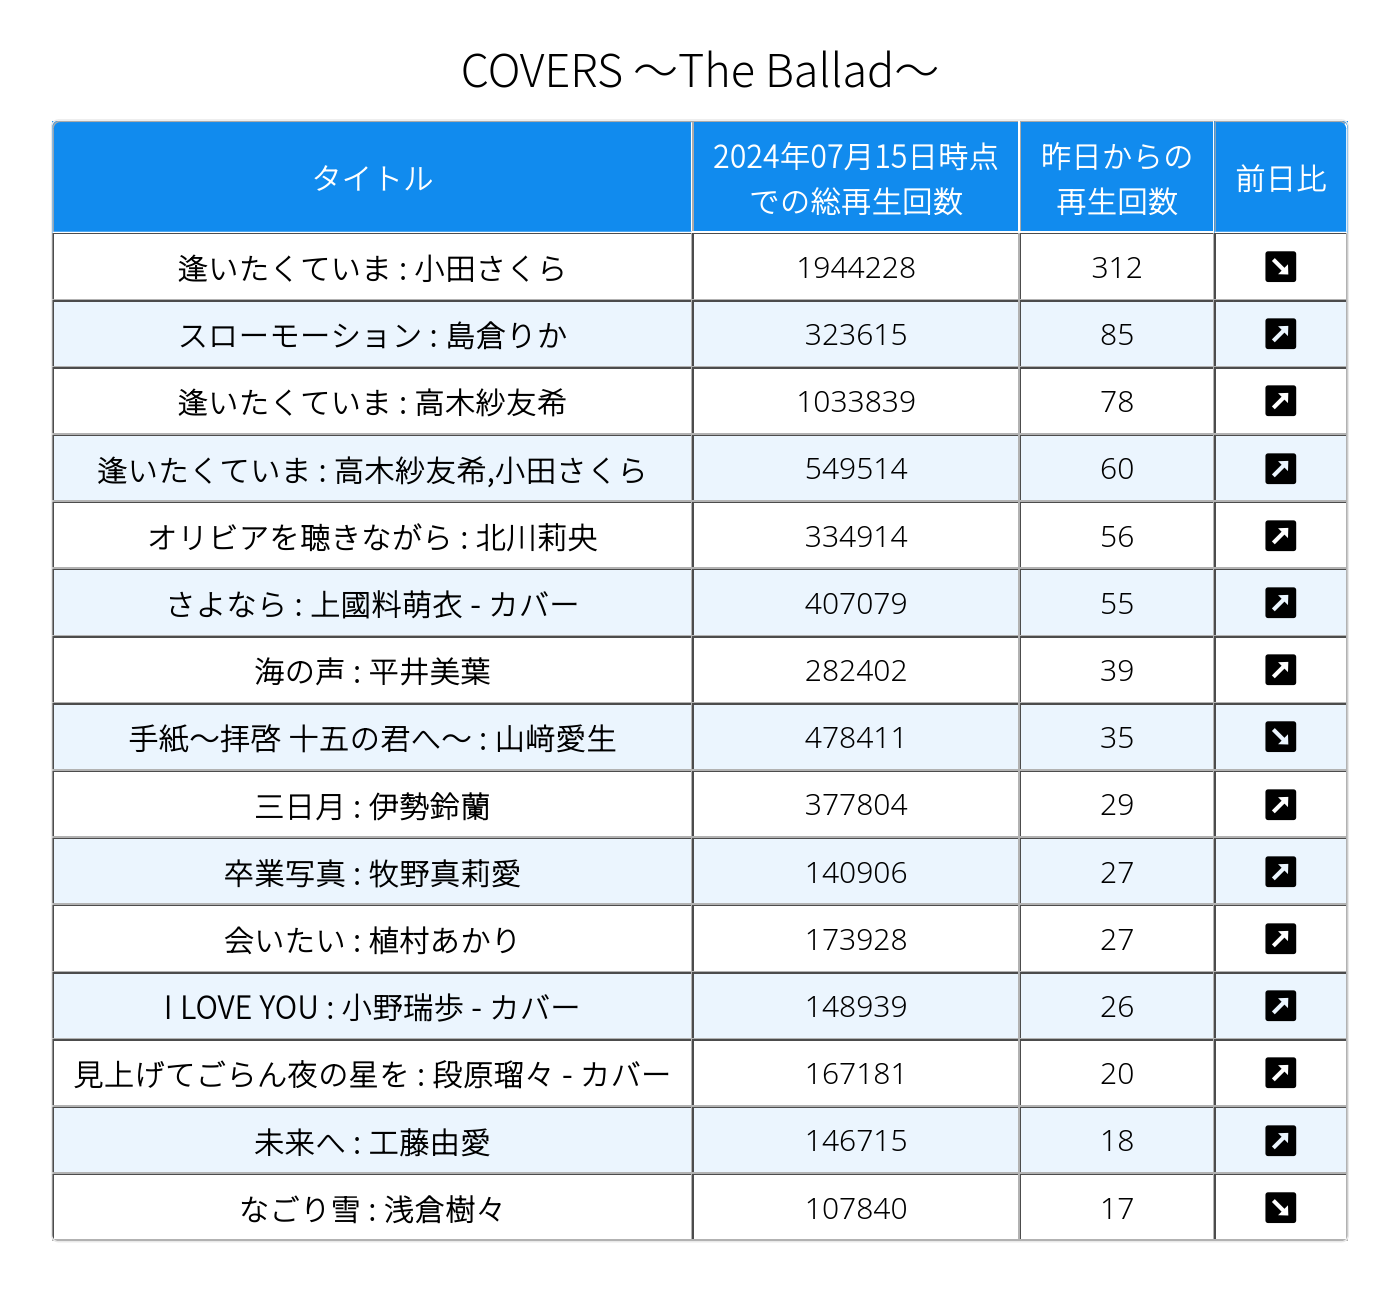 COVERS ～The Ballad～
タイトル
2024年07月15日時点
での総再生回数
昨日からの
再生回数
前日比
逢いたくていま : 小田さくら 1944228 312 ↘
スローモーション : 島倉りか 323615 85 ↗
逢いたくていま : 高木紗友希 1033839 78 ↗
逢いたくていま : 高木紗友希,小田さくら 549514 60 ↗
オリビアを聴きながら : 北川莉央 334914 56 ↗
さよなら : 上國料萌衣 - カバー 407079 55 ↗
海の声 : 平井美葉 282402 39 ↗
手紙～拝啓 十五の君へ～ : 山﨑愛生 478411 35 ↘
三日月 : 伊勢鈴蘭 377804 29 ↗
卒業写真 : 牧野真莉愛 140906 27 ↗
会いたい : 植村あかり 173928 27 ↗
I LOVE YOU : 小野瑞歩 - カバー 148939 26 ↗
見上げてごらん夜の星を : 段原瑠々 - カバー 167181 20 ↗
未来へ : 工藤由愛 146715 18 ↗
なごり雪 : 浅倉樹々 107840 17 ↘